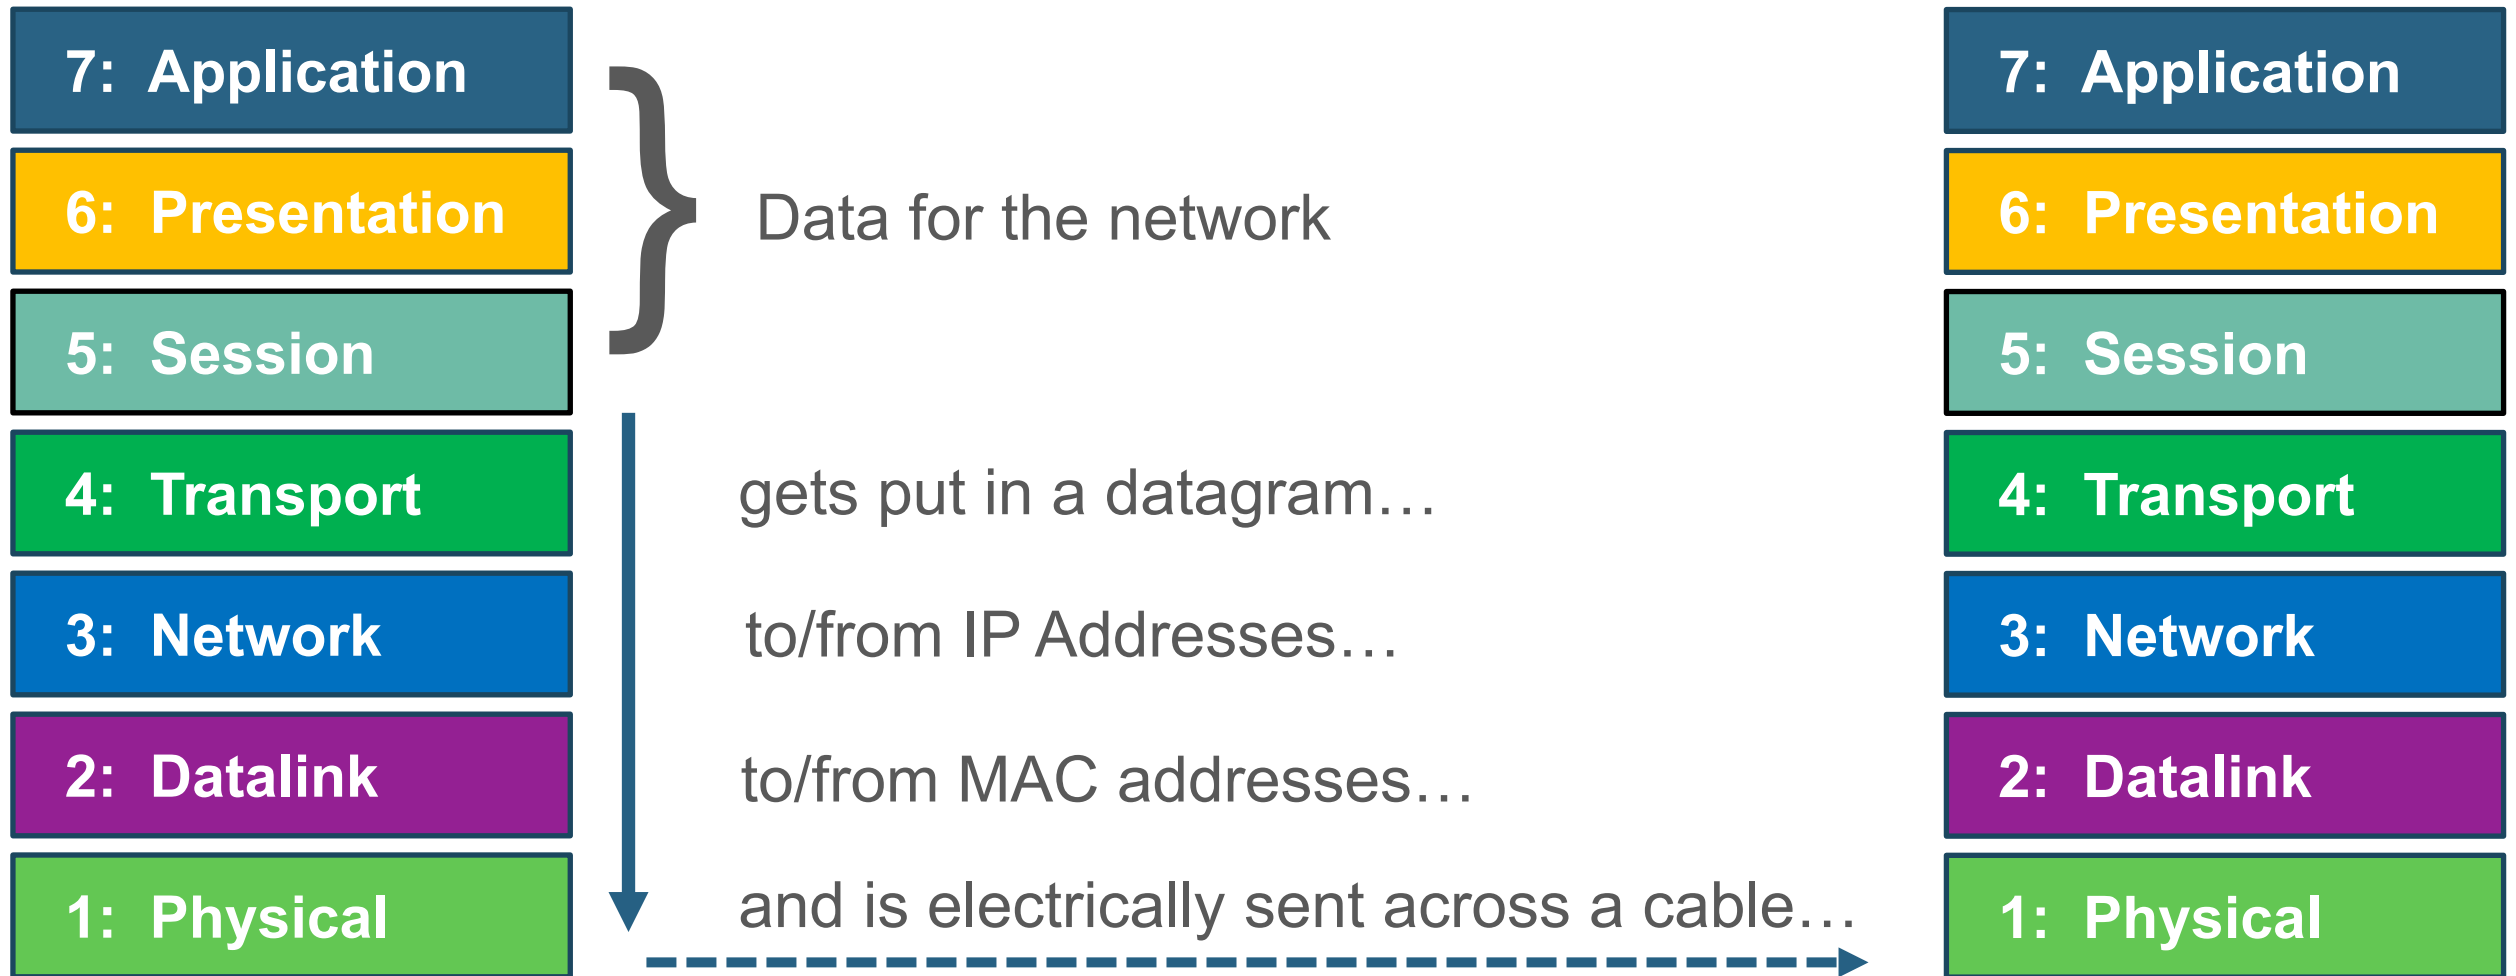 7: Application
6: Presentation
5: Session
4: Transport
3: Network
2: Datalink
1: Physical
}
Data for the network
gets put in a datagram…
to/from IP Addresses…
to/from MAC addresses…
and is electrically sent across a cable…
7: Application
6: Presentation
5: Session
4: Transport
3: Network
2: Datalink
1: Physical